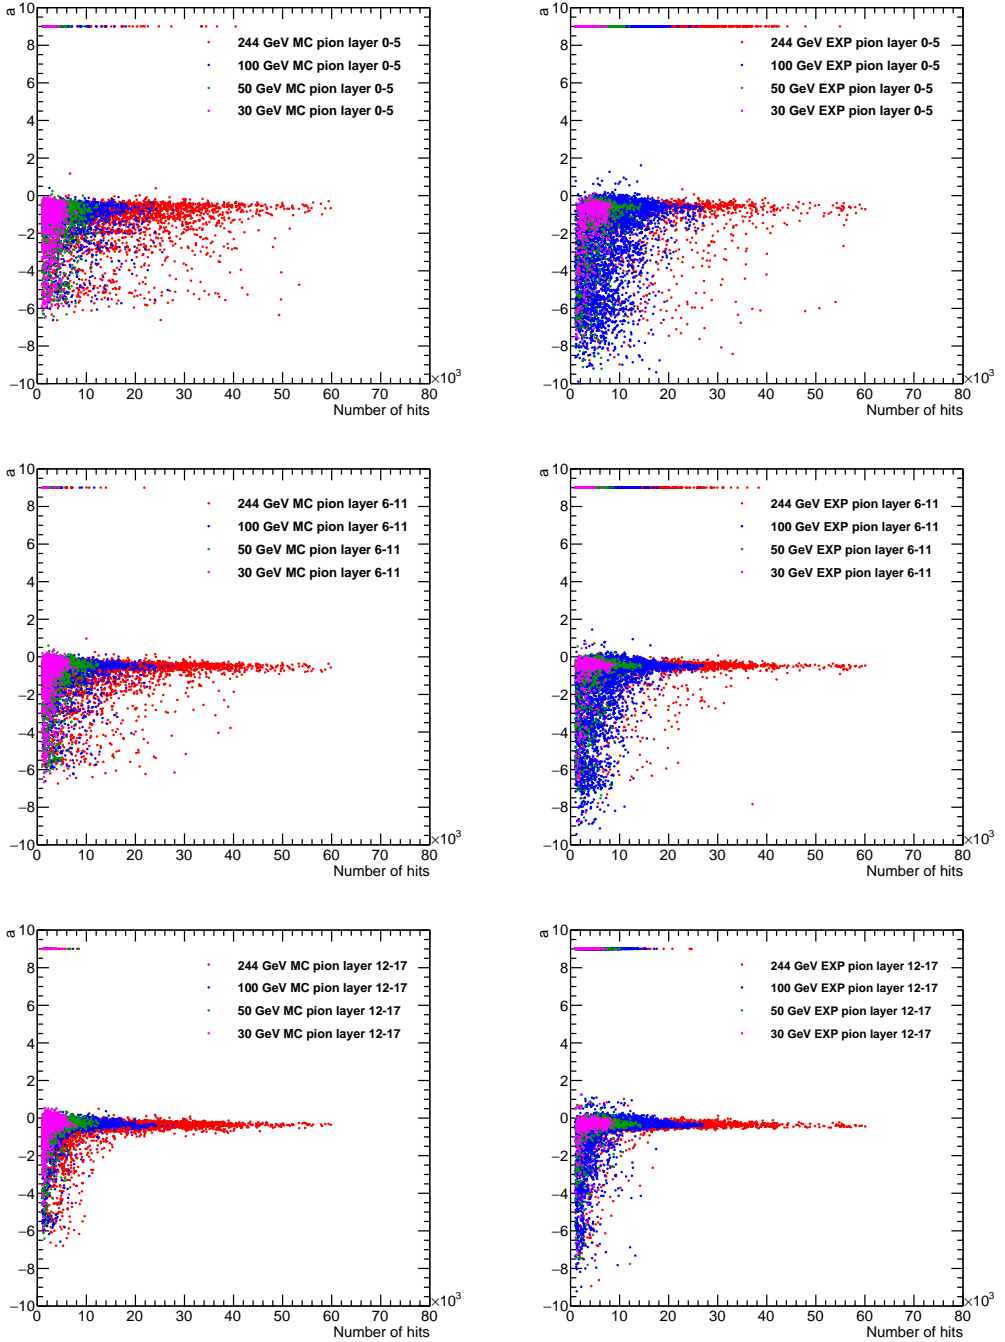 a
10
8
6
4
2
0
−2
−4
−6
−8
−10
0 10 20 30 40 50 60 70 80
×10³
Number of hits
244 GeV MC pion layer 0-5
100 GeV MC pion layer 0-5
50 GeV MC pion layer 0-5
30 GeV MC pion layer 0-5
a
10
8
6
4
2
0
−2
−4
−6
−8
−10
0 10 20 30 40 50 60 70 80
×10³
Number of hits
244 GeV EXP pion layer 0-5
100 GeV EXP pion layer 0-5
50 GeV EXP pion layer 0-5
30 GeV EXP pion layer 0-5
a
10
8
6
4
2
0
−2
−4
−6
−8
−10
0 10 20 30 40 50 60 70 80
×10³
Number of hits
244 GeV MC pion layer 6-11
100 GeV MC pion layer 6-11
50 GeV MC pion layer 6-11
30 GeV MC pion layer 6-11
a
10
8
6
4
2
0
−2
−4
−6
−8
−10
0 10 20 30 40 50 60 70 80
×10³
Number of hits
244 GeV EXP pion layer 6-11
100 GeV EXP pion layer 6-11
50 GeV EXP pion layer 6-11
30 GeV EXP pion layer 6-11
a
10
8
6
4
2
0
−2
−4
−6
−8
−10
0 10 20 30 40 50 60 70 80
×10³
Number of hits
244 GeV MC pion layer 12-17
100 GeV MC pion layer 12-17
50 GeV MC pion layer 12-17
30 GeV MC pion layer 12-17
a
10
8
6
4
2
0
−2
−4
−6
−8
−10
0 10 20 30 40 50 60 70 80
×10³
Number of hits
244 GeV EXP pion layer 12-17
100 GeV EXP pion layer 12-17
50 GeV EXP pion layer 12-17
30 GeV EXP pion layer 12-17